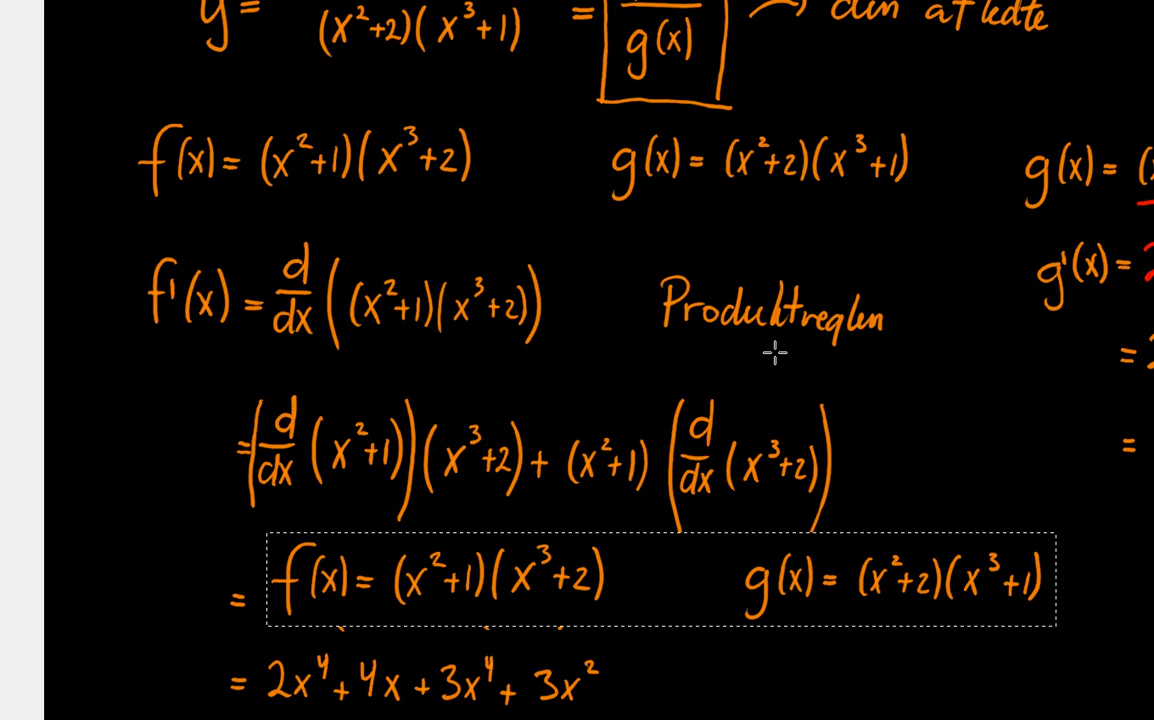 y = (x²+2)(x³+1) = g(x) → den afledte
f(x) = (x²+1)(x³+2) g(x) = (x²+2)(x³+1) g(x) = (
f'(x) = d/dx ((x²+1)(x³+2)) Produktreglen g'(x) = 2
= (d/dx (x²+1))(x³+2) + (x²+1) (d/dx (x³+2)) =
= f(x) = (x²+1)(x³+2) g(x) = (x²+2)(x³+1)
= 2x⁴ + 4x + 3x⁴ + 3x²